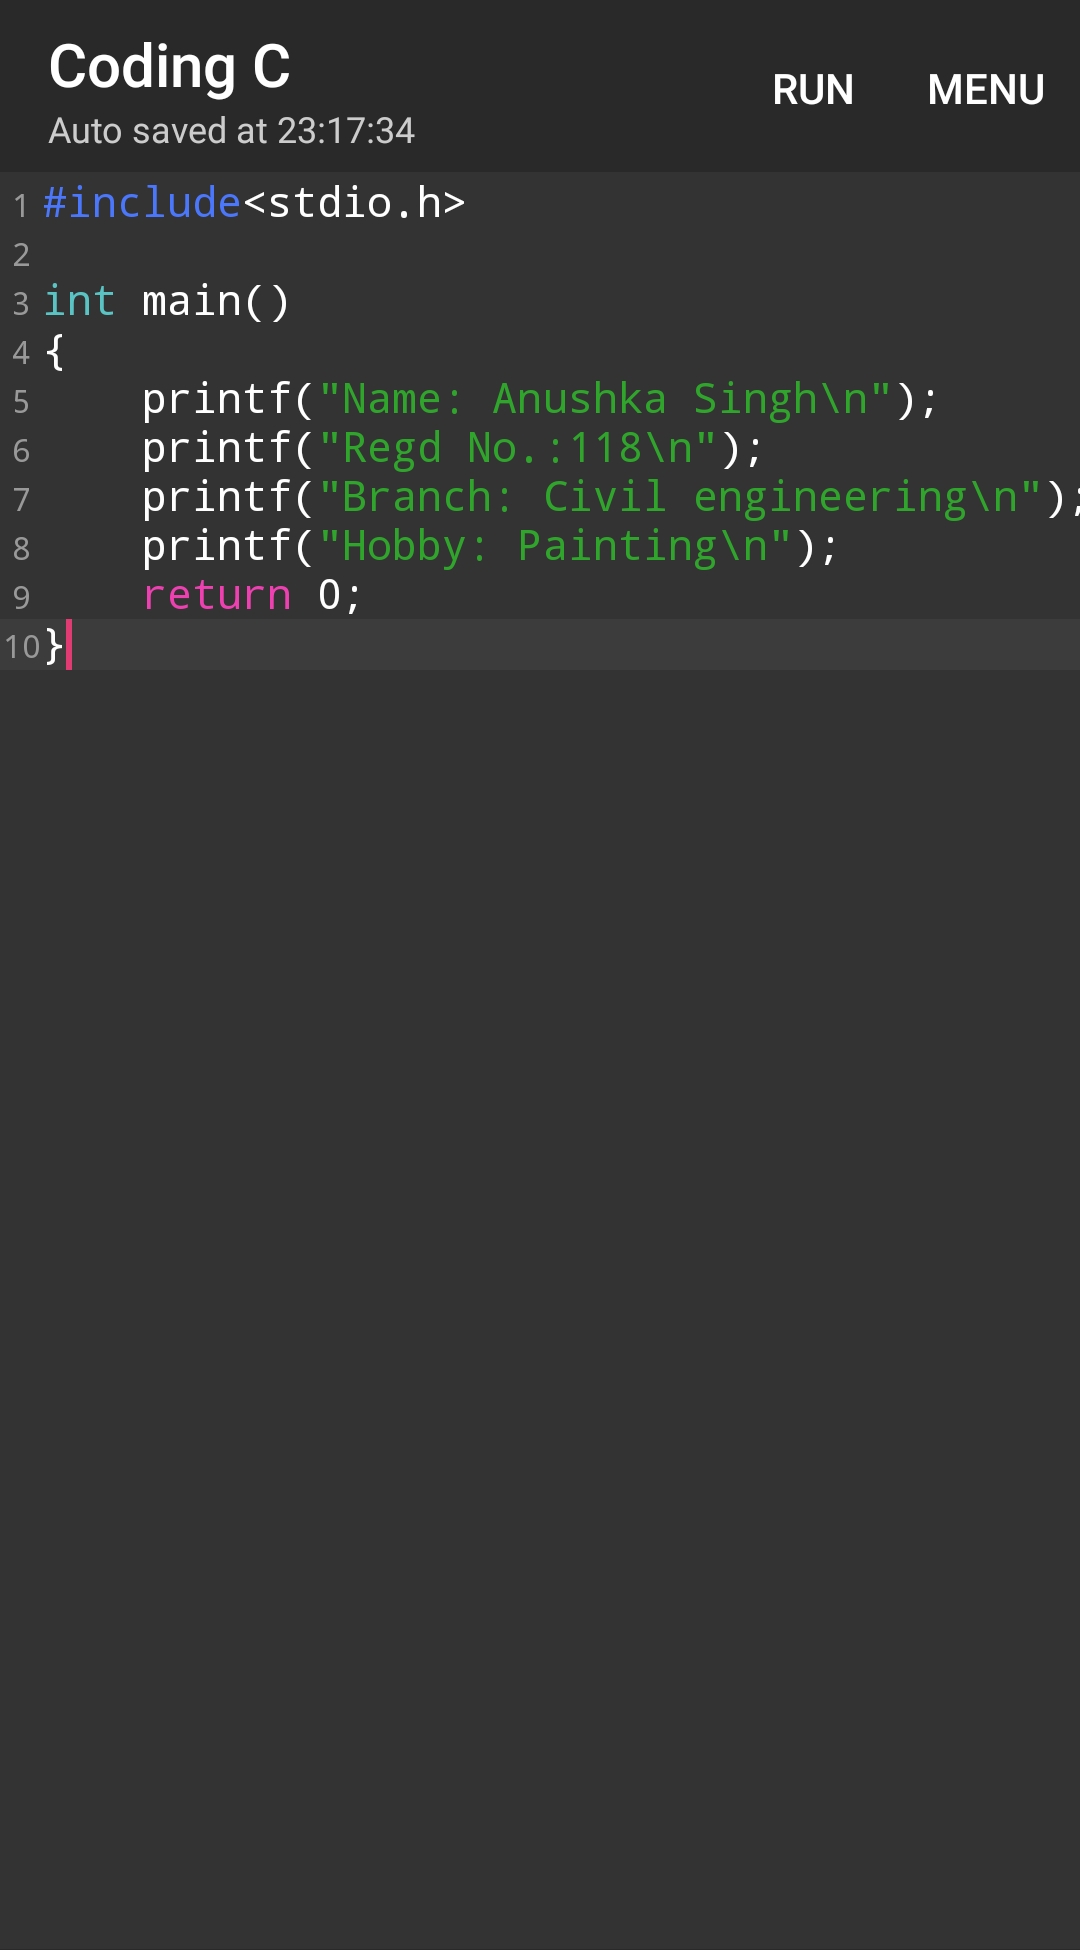 Coding C
Auto saved at 23:17:34
RUN MENU
1 #include<stdio.h>
2
3 int main()
4 {
5     printf("Name: Anushka Singh\n");
6     printf("Regd No.:118\n");
7     printf("Branch: Civil engineering\n");
8     printf("Hobby: Painting\n");
9     return 0;
10 }